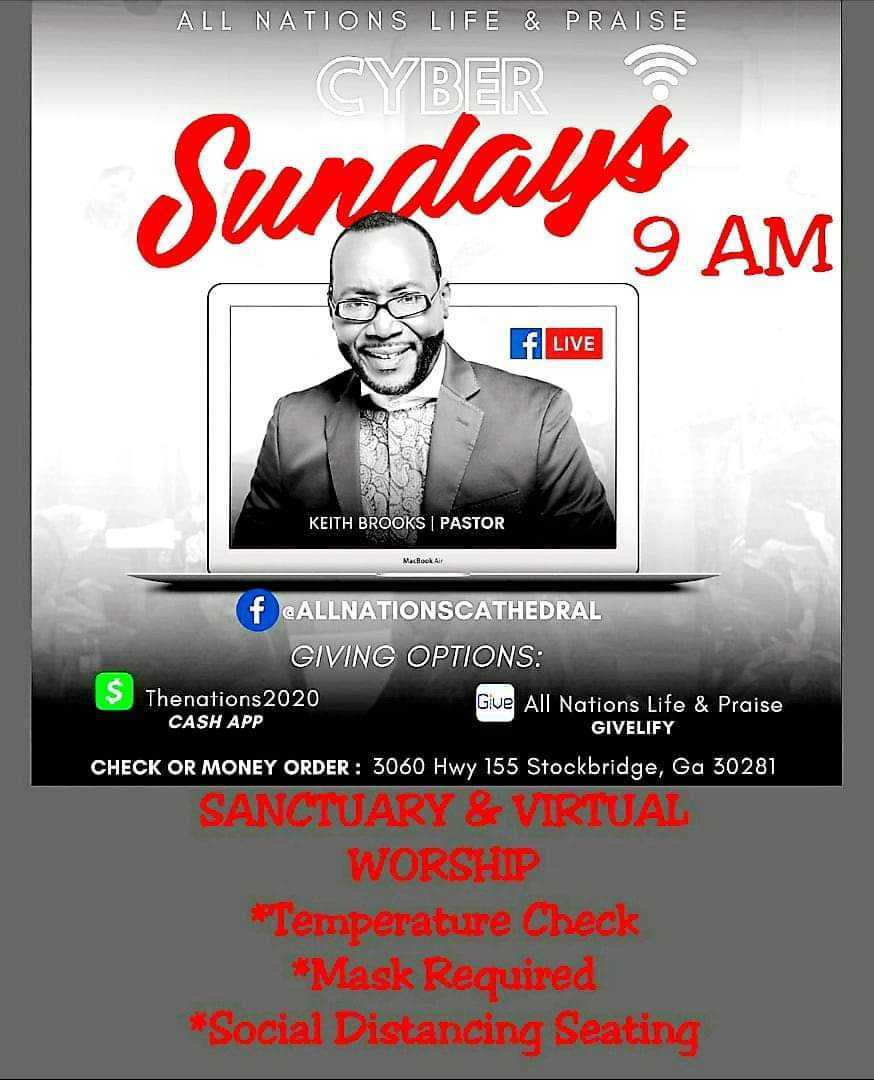 ALL NATIONS LIFE & PRAISE
CYBER
Sundays
9 AM
f LIVE
KEITH BROOKS | PASTOR
MacBook Air
f @ALLNATIONSCATHEDRAL
GIVING OPTIONS:
$ Thenations2020
CASH APP
Give All Nations Life & Praise
GIVELIFY
CHECK OR MONEY ORDER : 3060 Hwy 155 Stockbridge, Ga 30281
SANCTUARY & VIRTUAL
WORSHIP
*Temperature Check
*Mask Required
*Social Distancing Seating